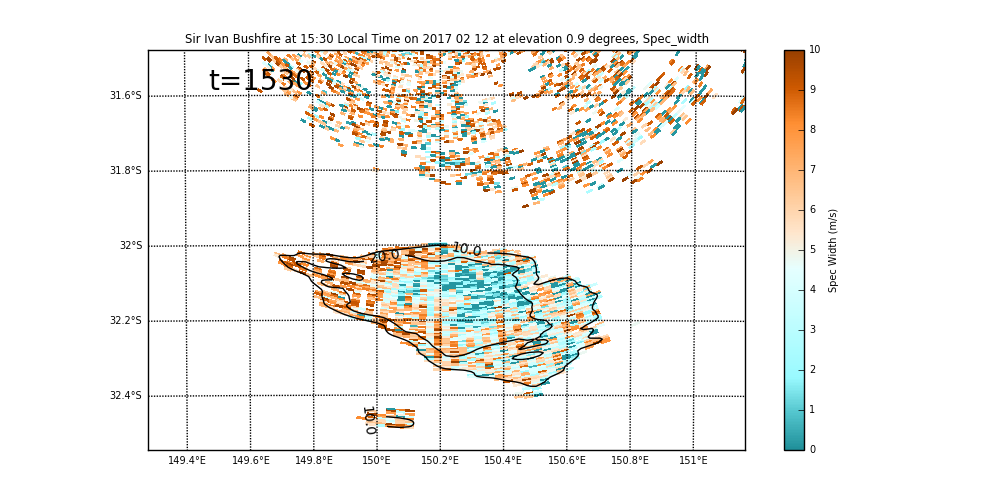 Sir Ivan Bushfire at 15:30 Local Time on 2017 02 12 at elevation 0.9 degrees, Spec_width
t=1530
31.6°S
31.8°S
32°S
32.2°S
32.4°S
20.0
10.0
10.0
149.4°E 149.6°E 149.8°E 150°E 150.2°E 150.4°E 150.6°E 150.8°E 151°E
10
9
8
7
6
5
4
3
2
1
0
Spec Width (m/s)